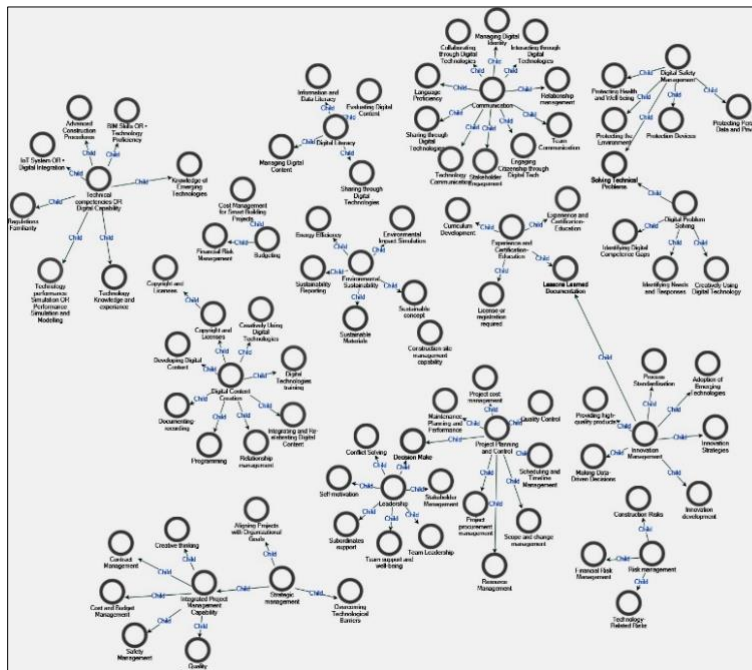 Collaborating through
Digital Technologies
Managing Digital
Identity
Interacting through
Digital Technologies
Language
Proficiency
Communication
Relationship
management
Sharing through
Digital Technologies
Team
Communication
Technology
Communication
Stakeholder
Engagement
Engaging
Citizenship through
Digital Tech
Digital Safety
Management
Protecting Health
and Well being
Protecting the
Environment
Protection Devices
Protecting Pers
Data and Priv
Solving Technical
Problems
Digital Problem
Solving
Identifying Digital
Competence Gaps
Identifying Needs
and Responses
Creatively Using
Digital Technology
Information and
Data Literacy
Evaluating Digital
Content
Digital Literacy
Managing Digital
Content
Sharing through
Digital Technologies
Advanced
Construction
Procedures
BIM Skills OR -
Technology
Proficiency
IoT System OR -
Digital Integration
Technical
competencies OR
Digital Capability
Knowledge of
Emerging Technologies
Regulations
Familiarity
Technology
performance
Simulation OR
Performance
Simulation and
Modelling
Technology
Knowledge and
experience
Cost Management
for Smart Building
Projects
Financial Risk
Management
Budgeting
Energy Efficiency
Environmental
Impact Simulation
Environmental
Sustainability
Sustainability
Reporting
Sustainable
Materials
Sustainable
concept
Construction site
management
capability
Curriculum
Development
Experience and
Certification-
Education
Experience and
Certification-
Education
License or
registration
required
Lessons Learned
Documentation
Copyright and
Licenses
Copyright and
Licenses
Creatively Using
Digital
Technologies
Developing Digital
Content
Digital Content
Creation
Digital
Technologies
training
Documenting-
recording
Programming
Relationship
management
Integrating and Re-
elaborating Digital
Content
Project cost
management
Maintenance
Planning and
Performance
Quality Control
Project Planning
and Control
Decision Make
Scheduling and
Timeline
Management
Project
procurement
management
Scope and change
management
Resource
Management
Conflict Solving
Self-motivation
Leadership
Stakeholder
Management
Subordinates
support
Team support and
well-being
Team Leadership
Process
Standardisation
Adoption of
Emerging
Technologies
Providing high-
quality products
Innovation
Management
Innovation
Strategies
Making Data-
Driven Decisions
Innovation
development
Construction Risks
Financial Risk
Management
Risk management
Technology-
Related Risks
Aligning Projects
with Organizational
Goals
Creative thinking
Contract
Management
Integrated Project
Management
Capability
Strategic
management
Cost and Budget
Management
Safety
Management
Quality
Overcoming
Technological
Barriers